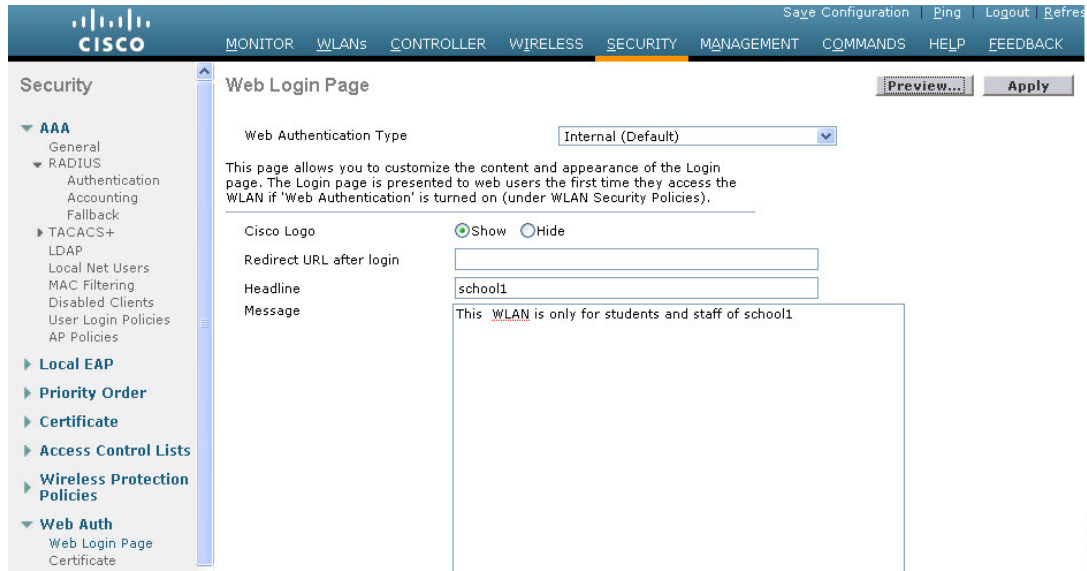 Save Configuration Ping Logout Refres
CISCO
MONITOR WLANs CONTROLLER WIRELESS SECURITY MANAGEMENT COMMANDS HELP FEEDBACK
Security
AAA
General
RADIUS
Authentication
Accounting
Fallback
TACACS+
LDAP
Local Net Users
MAC Filtering
Disabled Clients
User Login Policies
AP Policies
Local EAP
Priority Order
Certificate
Access Control Lists
Wireless Protection
Policies
Web Auth
Web Login Page
Certificate
Web Login Page
Preview...
Apply
Web Authentication Type Internal (Default)
This page allows you to customize the content and appearance of the Login
page. The Login page is presented to web users the first time they access the
WLAN if 'Web Authentication' is turned on (under WLAN Security Policies).
Cisco Logo Show Hide
Redirect URL after login
Headline school1
Message This WLAN is only for students and staff of school1